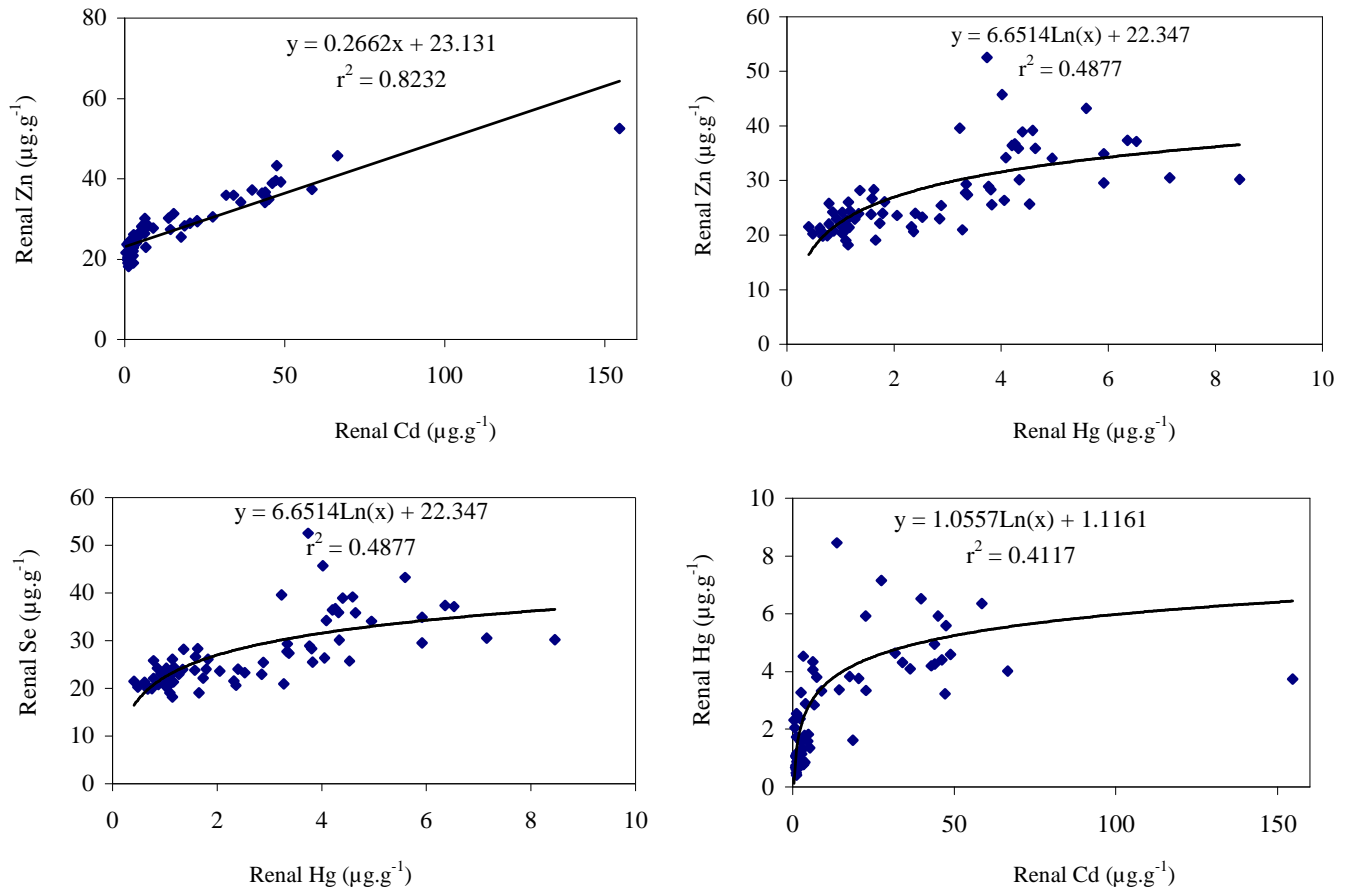 80
60
40
20
0
0
50
100
150
Renal Zn (µg.g⁻¹)
Renal Cd (µg.g⁻¹)
y = 0.2662x + 23.131
r² = 0.8232
60
50
40
30
20
10
0
0
2
4
6
8
10
Renal Zn (µg.g⁻¹)
Renal Hg (µg.g⁻¹)
y = 6.6514Ln(x) + 22.347
r² = 0.4877
60
50
40
30
20
10
0
0
2
4
6
8
10
Renal Se (µg.g⁻¹)
Renal Hg (µg.g⁻¹)
y = 6.6514Ln(x) + 22.347
r² = 0.4877
10
8
6
4
2
0
0
50
100
150
Renal Hg (µg.g⁻¹)
Renal Cd (µg.g⁻¹)
y = 1.0557Ln(x) + 1.1161
r² = 0.4117